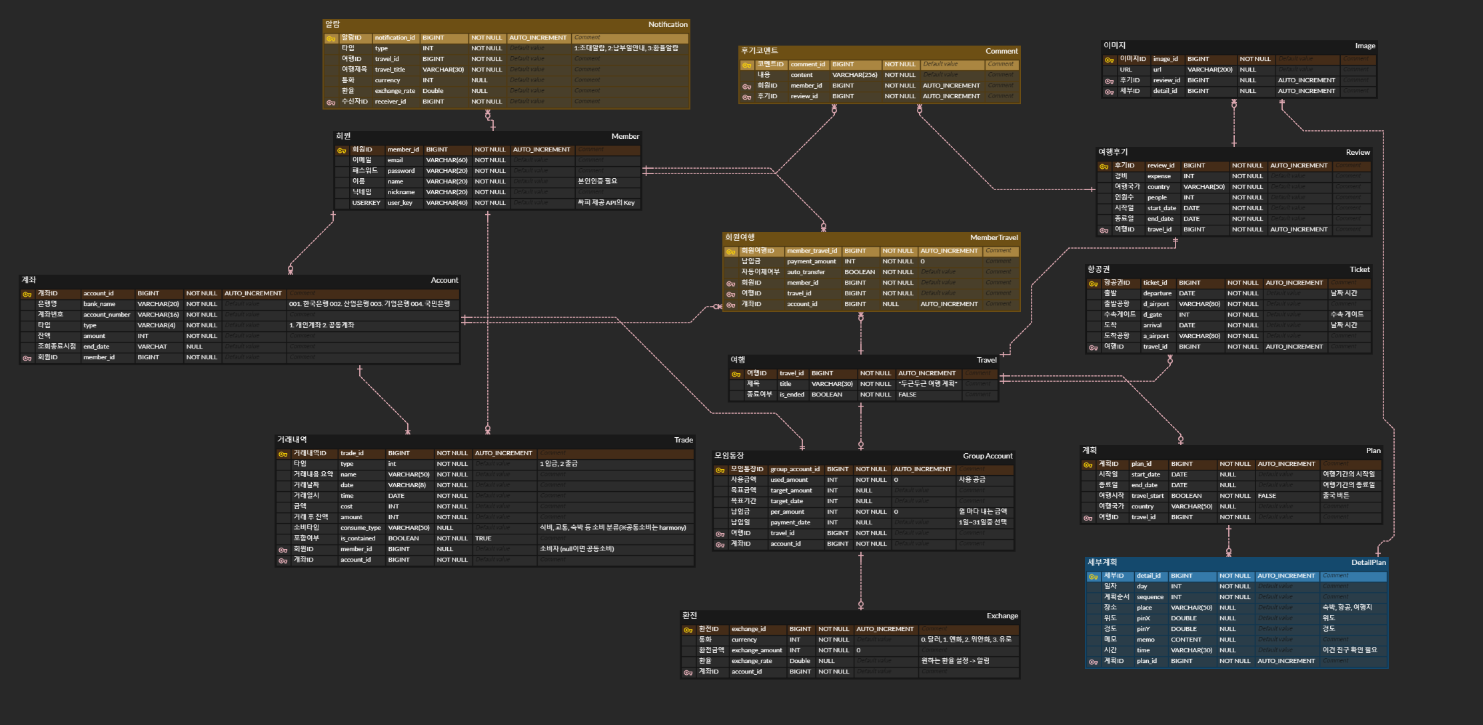 알람 Notification
알림ID notification_id BIGINT NOT NULL AUTO_INCREMENT Comment
타입 type INT NOT NULL Default value 1:초대알람, 2:납부일안내, 3:환율알람
여행ID travel_id BIGINT NOT NULL Default value Comment
여행제목 travel_title VARCHAR(30) NOT NULL Default value Comment
통화 currency INT NULL Default value Comment
환율 exchange_rate Double NULL Default value Comment
수신자ID receiver_id BIGINT NOT NULL Default value Comment
후기코멘트 Comment
코멘트ID comment_id BIGINT NOT NULL Default value Comment
내용 content VARCHAR(256) NOT NULL Default value Comment
회원ID member_id BIGINT NOT NULL AUTO_INCREMENT Comment
후기ID review_id BIGINT NOT NULL AUTO_INCREMENT Comment
이미지 Image
이미지ID image_id BIGINT NOT NULL Default value Comment
URL url VARCHAR(200) NULL Default value Comment
후기ID review_id BIGINT NULL AUTO_INCREMENT Comment
세부ID detail_id BIGINT NULL AUTO_INCREMENT Comment
회원 Member
회원ID member_id BIGINT NOT NULL AUTO_INCREMENT Comment
이메일 email VARCHAR(60) NOT NULL Default value Comment
패스워드 password VARCHAR(20) NOT NULL Default value Comment
이름 name VARCHAR(20) NOT NULL Default value 본인인증 필요
닉네임 nickname VARCHAR(20) NOT NULL Default value Comment
USERKEY user_key VARCHAR(40) NOT NULL Default value 싸피 제공 API의 Key
여행후기 Review
후기ID review_id BIGINT NOT NULL AUTO_INCREMENT Comment
경비 expense INT NOT NULL Default value Comment
여행국가 country VARCHAR(50) NOT NULL Default value Comment
인원수 people INT NOT NULL Default value Comment
시작일 start_date DATE NOT NULL Default value Comment
종료일 end_date DATE NOT NULL Default value Comment
여행ID travel_id BIGINT NOT NULL AUTO_INCREMENT Comment
회원여행 MemberTravel
회원여행ID member_travel_id BIGINT NOT NULL AUTO_INCREMENT Comment
납입금 payment_amount INT NOT NULL 0 Comment
자동이체여부 auto_transfer BOOLEAN NOT NULL Default value Comment
회원ID member_id BIGINT NOT NULL Default value Comment
여행ID travel_id BIGINT NOT NULL Default value Comment
계좌ID account_id BIGINT NULL AUTO_INCREMENT Comment
계좌 Account
계좌ID account_id BIGINT NOT NULL AUTO_INCREMENT Comment
은행명 bank_name VARCHAR(20) NOT NULL Default value 001. 한국은행 002. 산업은행 003. 기업은행 004. 국민은행
계좌번호 account_number VARCHAR(16) NOT NULL Default value Comment
타입 type VARCHAR(4) NOT NULL Default value 1. 개인계좌 2. 공동계좌
잔액 amount INT NOT NULL Default value Comment
조회종료시점 end_date VARCHAT NULL Default value Comment
회원ID member_id BIGINT NOT NULL Default value Comment
항공권 Ticket
항공권ID ticket_id BIGINT NOT NULL AUTO_INCREMENT Comment
출발 departure DATE NOT NULL Default value 날짜 시간
출발공항 d_airport VARCHAR(80) NOT NULL Default value Comment
수속게이트 d_gate INT NOT NULL Default value 수속 게이트
도착 arrival DATE NOT NULL Default value 날짜 시간
도착공항 a_airport VARCHAR(80) NOT NULL Default value Comment
여행ID travel_id BIGINT NOT NULL AUTO_INCREMENT Comment
여행 Travel
여행ID travel_id BIGINT NOT NULL AUTO_INCREMENT Comment
제목 title VARCHAR(30) NOT NULL "두근두근 여행 계획" Comment
종료여부 is_ended BOOLEAN NOT NULL FALSE Comment
거래내역 Trade
거래내역ID trade_id BIGINT NOT NULL AUTO_INCREMENT Comment
타입 type int NOT NULL Default value 1 입금, 2 출금
거래내용 요약 name VARCHAR(50) NOT NULL Default value Comment
거래날짜 date VARCHAR(8) NOT NULL Default value Comment
거래일시 time DATE NOT NULL Default value Comment
금액 cost INT NOT NULL Default value Comment
거래 후 잔액 amount INT NOT NULL Default value Comment
소비타입 consume_type VARCHAR(50) NULL Default value 식비, 교통, 숙박 등 소비 분류(※공동소비는 harmony)
포함여부 is_contained BOOLEAN NOT NULL TRUE Comment
회원ID member_id BIGINT NULL Default value 소비자 (null이면 공동소비)
계좌ID account_id BIGINT NOT NULL Default value Comment
모임통장 Group Account
모임통장ID group_account_id BIGINT NOT NULL AUTO_INCREMENT Comment
사용금액 used_amount INT NOT NULL 0 사용 공금
목표금액 target_amount INT NULL Default value Comment
목표기간 target_date INT NULL Default value Comment
납입금 per_amount INT NOT NULL 0 월 마다 내는 금액
납입일 payment_date INT NULL Default value 1일~31일중 선택
여행ID travel_id BIGINT NOT NULL Default value Comment
계좌ID account_id BIGINT NOT NULL Default value Comment
계획 Plan
계획ID plan_id BIGINT NOT NULL AUTO_INCREMENT Comment
시작일 start_date DATE NULL Default value 여행기간의 시작일
종료일 end_date DATE NULL Default value 여행기간의 종료일
여행시작 travel_start BOOLEAN NOT NULL FALSE 출국 버튼
여행국가 country VARCHAR(50) NULL Default value Comment
여행ID travel_id BIGINT NOT NULL AUTO_INCREMENT Comment
세부계획 DetailPlan
세부ID detail_id BIGINT NOT NULL AUTO_INCREMENT Comment
일자 day INT NOT NULL Default value Comment
계획순서 sequence INT NOT NULL Default value Comment
장소 place VARCHAR(50) NULL Default value 숙박, 항공, 여행지
위도 pinX DOUBLE NULL Default value 위도
경도 pinY DOUBLE NULL Default value 경도
메모 memo CONTENT NULL Default value Comment
시간 time VARCHAR(30) NULL Default value 이건 진구 확인 필요
계획ID plan_id BIGINT NOT NULL AUTO_INCREMENT Comment
환전 Exchange
환전ID exchange_id BIGINT NOT NULL AUTO_INCREMENT Comment
통화 currency INT NOT NULL Default value 0. 달러, 1. 엔화, 2. 위안화, 3. 유로
환전금액 exchange_amount INT NOT NULL 0 Comment
환율 exchange_rate Double NULL Default value 원하는 환율 설정 -> 알림
계좌ID account_id BIGINT NOT NULL Default value Comment